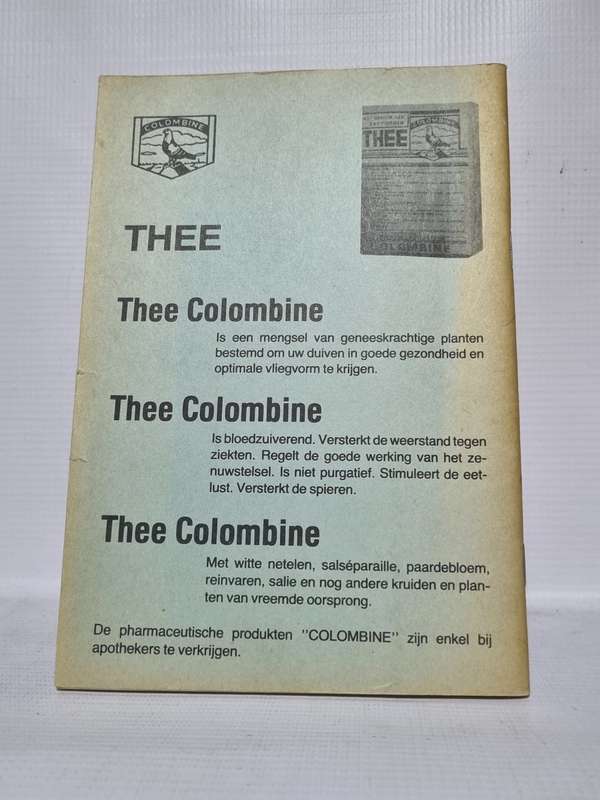 COLOMBINE
THEE
COLOMBINE
THEE
COLOMBINE
Thee Colombine
Is een mengsel van geneeskrachtige planten
bestemd om uw duiven in goede gezondheid en
optimale vliegvorm te krijgen.
Thee Colombine
Is bloedzuiverend. Versterkt de weerstand tegen
ziekten. Regelt de goede werking van het ze-
nuwstelsel. Is niet purgatief. Stimuleert de eet-
lust. Versterkt de spieren.
Thee Colombine
Met witte netelen, salséparaille, paardebloem,
reinvaren, salie en nog andere kruiden en plan-
ten van vreemde oorsprong.
De pharmaceutische produkten "COLOMBINE" zijn enkel bij
apothekers te verkrijgen.